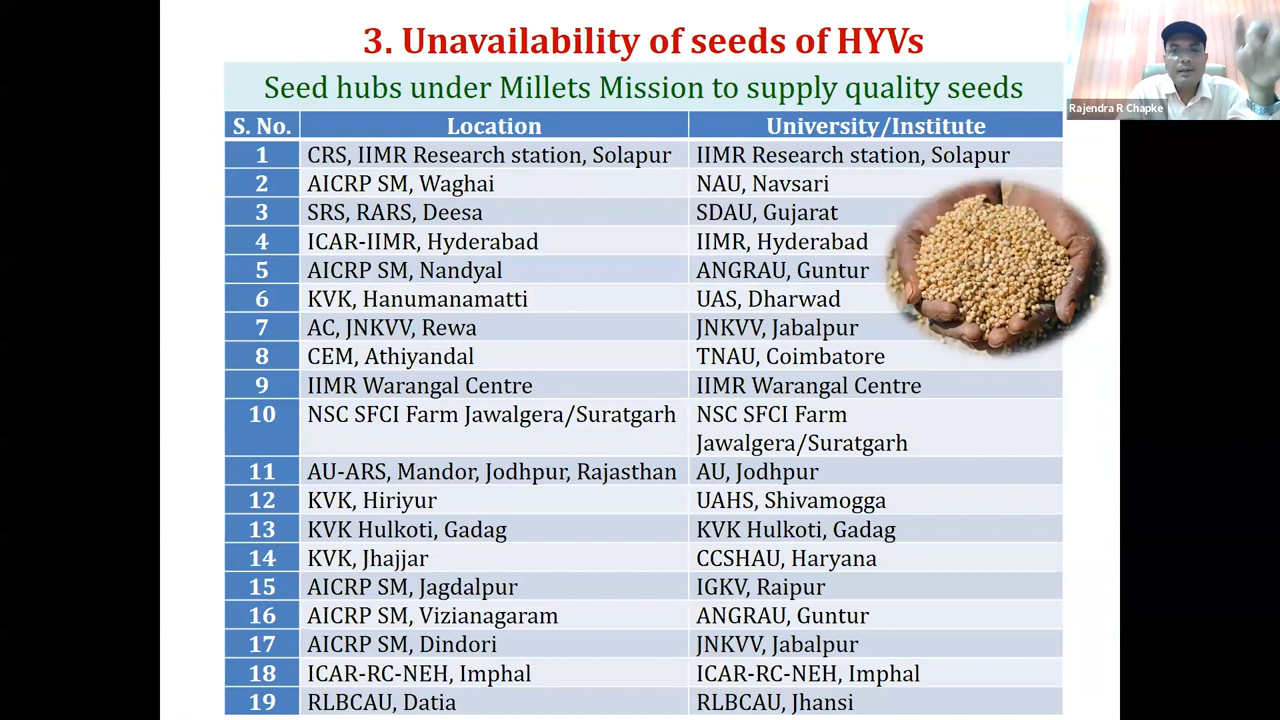 3. Unavailability of seeds of HYVs
Rajendra R Chapke
Seed hubs under Millets Mission to supply quality seeds
S. No. Location University/Institute
1 CRS, IIMR Research station, Solapur IIMR Research station, Solapur
2 AICRP SM, Waghai NAU, Navsari
3 SRS, RARS, Deesa SDAU, Gujarat
4 ICAR-IIMR, Hyderabad IIMR, Hyderabad
5 AICRP SM, Nandyal ANGRAU, Guntur
6 KVK, Hanumanamatti UAS, Dharwad
7 AC, JNKVV, Rewa JNKVV, Jabalpur
8 CEM, Athiyandal TNAU, Coimbatore
9 IIMR Warangal Centre IIMR Warangal Centre
10 NSC SFCI Farm Jawalgera/Suratgarh NSC SFCI Farm
Jawalgera/Suratgarh
11 AU-ARS, Mandor, Jodhpur, Rajasthan AU, Jodhpur
12 KVK, Hiriyur UAHS, Shivamogga
13 KVK Hulkoti, Gadag KVK Hulkoti, Gadag
14 KVK, Jhajjar CCSHAU, Haryana
15 AICRP SM, Jagdalpur IGKV, Raipur
16 AICRP SM, Vizianagaram ANGRAU, Guntur
17 AICRP SM, Dindori JNKVV, Jabalpur
18 ICAR-RC-NEH, Imphal ICAR-RC-NEH, Imphal
19 RLBCAU, Datia RLBCAU, Jhansi